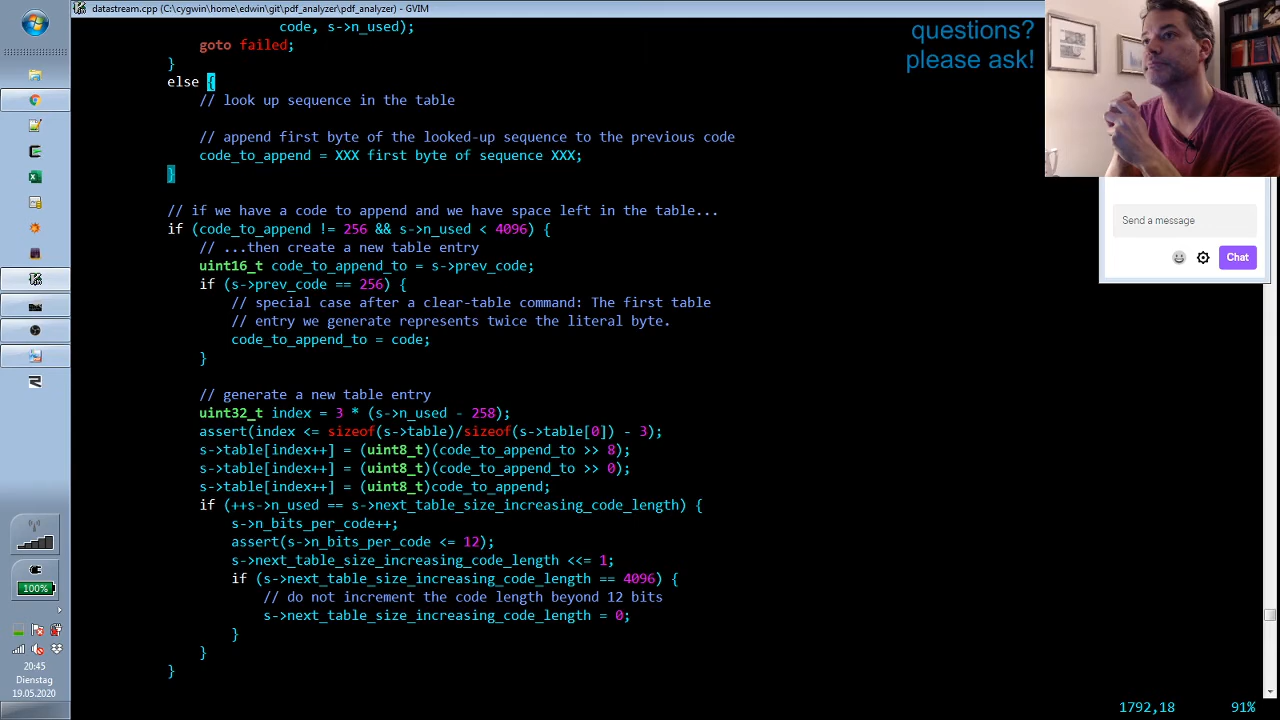 datastream.cpp (C:\cygwin\home\edwin\git\pdf_analyzer\pdf_analyzer) - GVIM
code, s->n_used);
goto failed;
}
else {
// look up sequence in the table
// append first byte of the looked-up sequence to the previous code
code_to_append = XXX first byte of sequence XXX;
}
// if we have a code to append and we have space left in the table...
if (code_to_append != 256 && s->n_used < 4096) {
// ...then create a new table entry
uint16_t code_to_append_to = s->prev_code;
if (s->prev_code == 256) {
// special case after a clear-table command: The first table
// entry we generate represents twice the literal byte.
code_to_append_to = code;
}
// generate a new table entry
uint32_t index = 3 * (s->n_used - 258);
assert(index <= sizeof(s->table)/sizeof(s->table[0]) - 3);
s->table[index++] = (uint8_t)(code_to_append_to >> 8);
s->table[index++] = (uint8_t)(code_to_append_to >> 0);
s->table[index++] = (uint8_t)code_to_append;
if (++s->n_used == s->next_table_size_increasing_code_length) {
s->n_bits_per_code++;
assert(s->n_bits_per_code <= 12);
s->next_table_size_increasing_code_length <<= 1;
if (s->next_table_size_increasing_code_length == 4096) {
// do not increment the code length beyond 12 bits
s->next_table_size_increasing_code_length = 0;
}
}
}
1792,18 91%
questions?
please ask!
Send a message
Chat
100%
20:45
Dienstag
19.05.2020